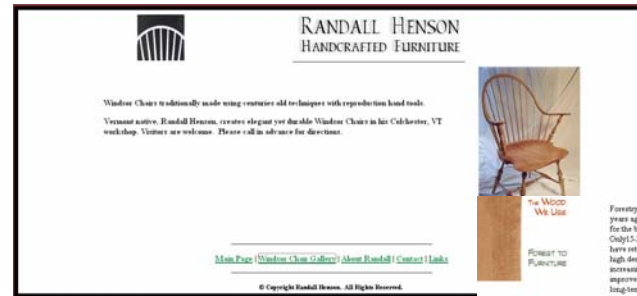 RANDALL HENSON
HANDCRAFTED FURNITURE
Windsor Chairs traditionally made using centuries old techniques with reproduction hand tools.
Vermont native, Randall Henson, creates elegant yet durable Windsor Chairs in his Colchester, VT
workshop. Visitors are welcome. Please call in advance for directions.
THE WOOD
WE USE
FOREST TO
FURNITURE
Forestry
years ag
for the b
Only15-
have ret
high der
increasin
improve
long-ter
Main Page | Windsor Chair Gallery | About Randall | Contact | Links
© Copyright Randall Henson. All Rights Reserved.